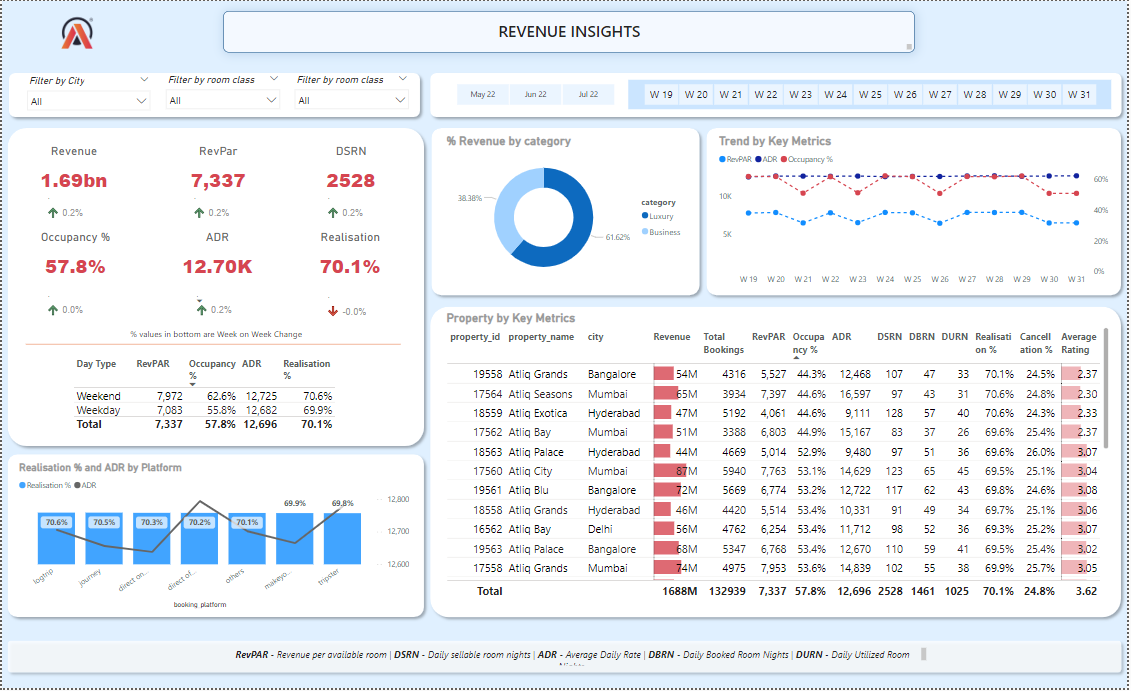 REVENUE INSIGHTS
Filter by City
All
Filter by room class
All
Filter by room class
All
May 22 Jun 22 Jul 22
W 19 W 20 W 21 W 22 W 23 W 24 W 25 W 26 W 27 W 28 W 29 W 30 W 31
Revenue RevPar DSRN
1.69bn 7,337 2528
0.2% 0.2% 0.2%
Occupancy % ADR Realisation
57.8% 12.70K 70.1%
0.0% 0.2% -0.0%
% values in bottom are Week on Week Change
Day Type RevPAR Occupancy % ADR Realisation %
Weekend 7,972 62.6% 12,725 70.6%
Weekday 7,083 55.8% 12,682 69.9%
Total 7,337 57.8% 12,696 70.1%
Realisation % and ADR by Platform
Realisation % ADR
70.6% 70.5% 70.3% 70.2% 70.1% 69.9% 69.8%
12,800
12,700
12,600
logtrip journey direct on... direct of... others makeyo... tripster
booking platform
% Revenue by category
38.38%
61.62%
category
Luxury
Business
Trend by Key Metrics
RevPAR ADR Occupancy %
10K
5K
60%
40%
20%
0%
W 19 W 20 W 21 W 22 W 23 W 24 W 25 W 26 W 27 W 28 W 29 W 30 W 31
Property by Key Metrics
property_id property_name city Revenue Total Bookings RevPAR Occupancy % ADR DSRN DBRN DURN Realisation % Cancellation % Average Rating
19558 Atliq Grands Bangalore 54M 4316 5,527 44.3% 12,468 107 47 33 70.1% 24.5% 2.37
17564 Atliq Seasons Mumbai 65M 3934 7,397 44.6% 16,597 97 43 31 70.6% 24.8% 2.30
18559 Atliq Exotica Hyderabad 47M 5192 4,061 44.6% 9,111 128 57 40 70.6% 24.3% 2.33
17562 Atliq Bay Mumbai 51M 3388 6,803 44.9% 15,167 83 37 26 69.6% 25.4% 2.37
18563 Atliq Palace Hyderabad 44M 4669 5,014 52.9% 9,480 97 51 36 69.6% 26.0% 3.07
17560 Atliq City Mumbai 87M 5940 7,763 53.1% 14,629 123 65 45 69.5% 25.1% 3.04
19561 Atliq Blu Bangalore 72M 5669 6,774 53.2% 12,722 117 62 43 69.8% 24.6% 3.08
18558 Atliq Grands Hyderabad 46M 4420 5,514 53.4% 10,331 91 49 34 69.7% 25.1% 3.06
16562 Atliq Bay Delhi 56M 4762 6,254 53.4% 11,712 98 52 36 69.3% 25.2% 3.07
19563 Atliq Palace Bangalore 68M 5347 6,768 53.4% 12,670 110 59 41 69.5% 25.4% 3.02
17558 Atliq Grands Mumbai 74M 4975 7,953 53.6% 14,839 102 55 38 69.9% 25.7% 3.05
Total 1688M 132939 7,337 57.8% 12,696 2528 1461 1025 70.1% 24.8% 3.62
RevPAR - Revenue per available room | DSRN - Daily sellable room nights | ADR - Average Daily Rate | DBRN - Daily Booked Room Nights | DURN - Daily Utilized Room